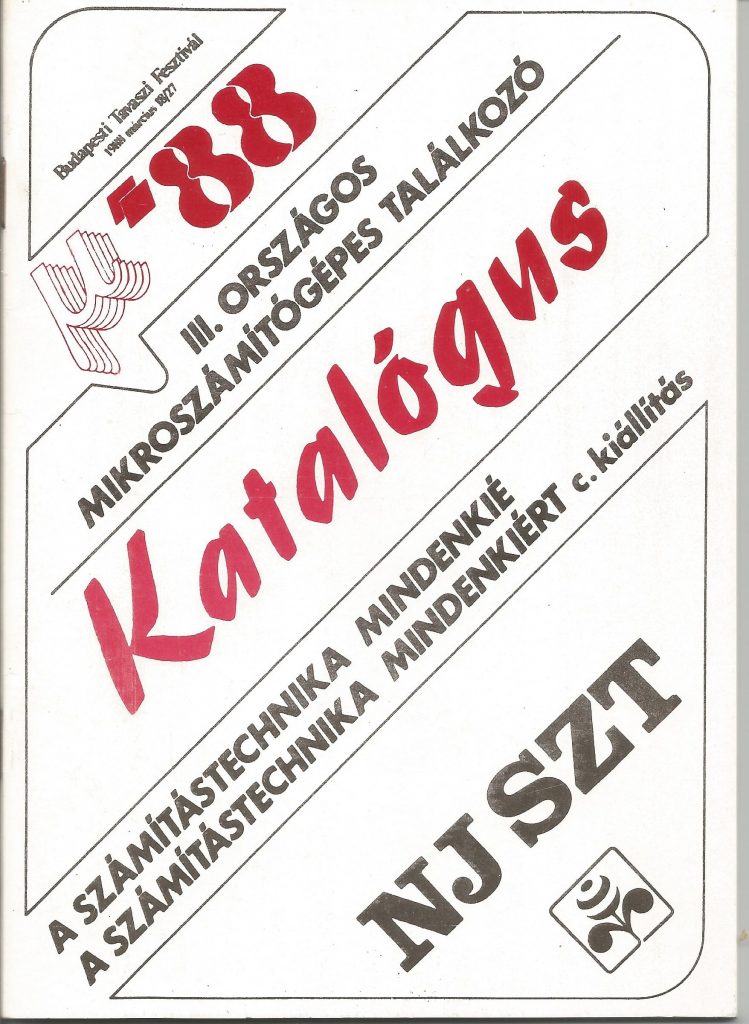 Budapesti Tavaszi Fesztivál
1988 március 18/27
'88
III. ORSZÁGOS
MIKROSZÁMÍTÓGÉPES TALÁLKOZÓ
Katalógus
A SZÁMÍTÁSTECHNIKA MINDENKIÉ
A SZÁMÍTÁSTECHNIKA MINDENKIÉRT c. kiállítás
NJSZT